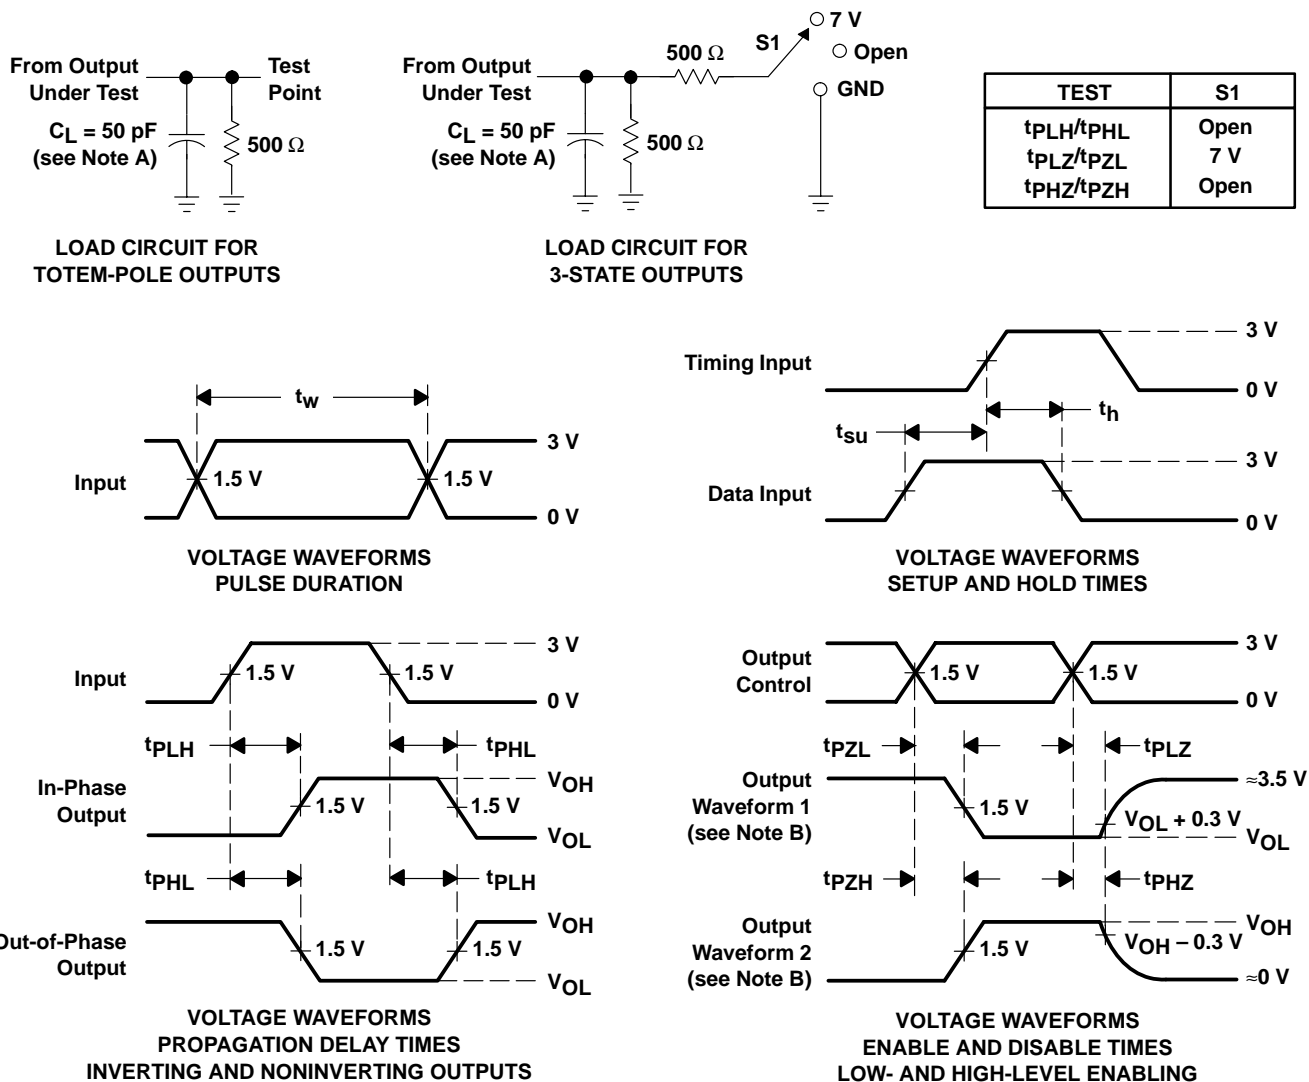 From Output
Under Test
Test
Point
CL = 50 pF
(see Note A)
500 Ω
LOAD CIRCUIT FOR
TOTEM-POLE OUTPUTS
From Output
Under Test
CL = 50 pF
(see Note A)
500 Ω
500 Ω
S1
7 V
Open
GND
LOAD CIRCUIT FOR
3-STATE OUTPUTS
TEST S1
tPLH/tPHL Open
tPLZ/tPZL 7 V
tPHZ/tPZH Open
tw
Input
1.5 V
1.5 V
3 V
0 V
VOLTAGE WAVEFORMS
PULSE DURATION
Timing Input
3 V
0 V
tsu
th
Data Input
3 V
0 V
VOLTAGE WAVEFORMS
SETUP AND HOLD TIMES
Input
1.5 V
1.5 V
3 V
0 V
tPLH
tPHL
In-Phase
Output
1.5 V
1.5 V
VOH
VOL
tPHL
tPLH
Out-of-Phase
Output
1.5 V
1.5 V
VOH
VOL
VOLTAGE WAVEFORMS
PROPAGATION DELAY TIMES
INVERTING AND NONINVERTING OUTPUTS
Output
Control
1.5 V
1.5 V
3 V
0 V
tPZL
tPLZ
Output
Waveform 1
(see Note B)
1.5 V
≈3.5 V
VOL + 0.3 V
VOL
tPZH
tPHZ
Output
Waveform 2
(see Note B)
1.5 V
VOH
VOH – 0.3 V
≈0 V
VOLTAGE WAVEFORMS
ENABLE AND DISABLE TIMES
LOW- AND HIGH-LEVEL ENABLING